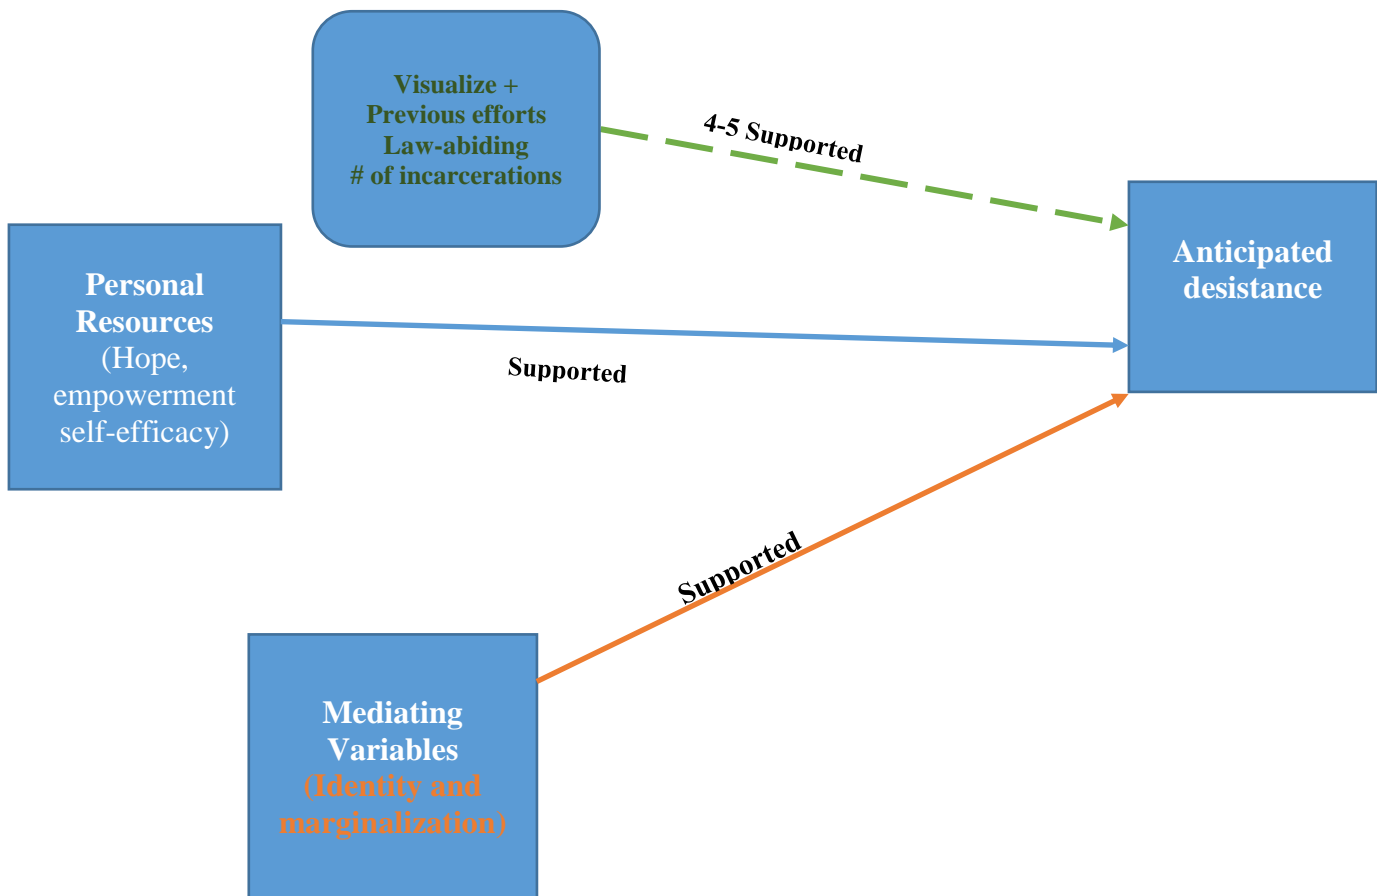 Visualize +
Previous efforts
Law-abiding
# of incarcerations
4-5 Supported
Anticipated
desistance
Personal
Resources
(Hope,
empowerment
self-efficacy)
Supported
Supported
Mediating
Variables
(Identity and
marginalization)